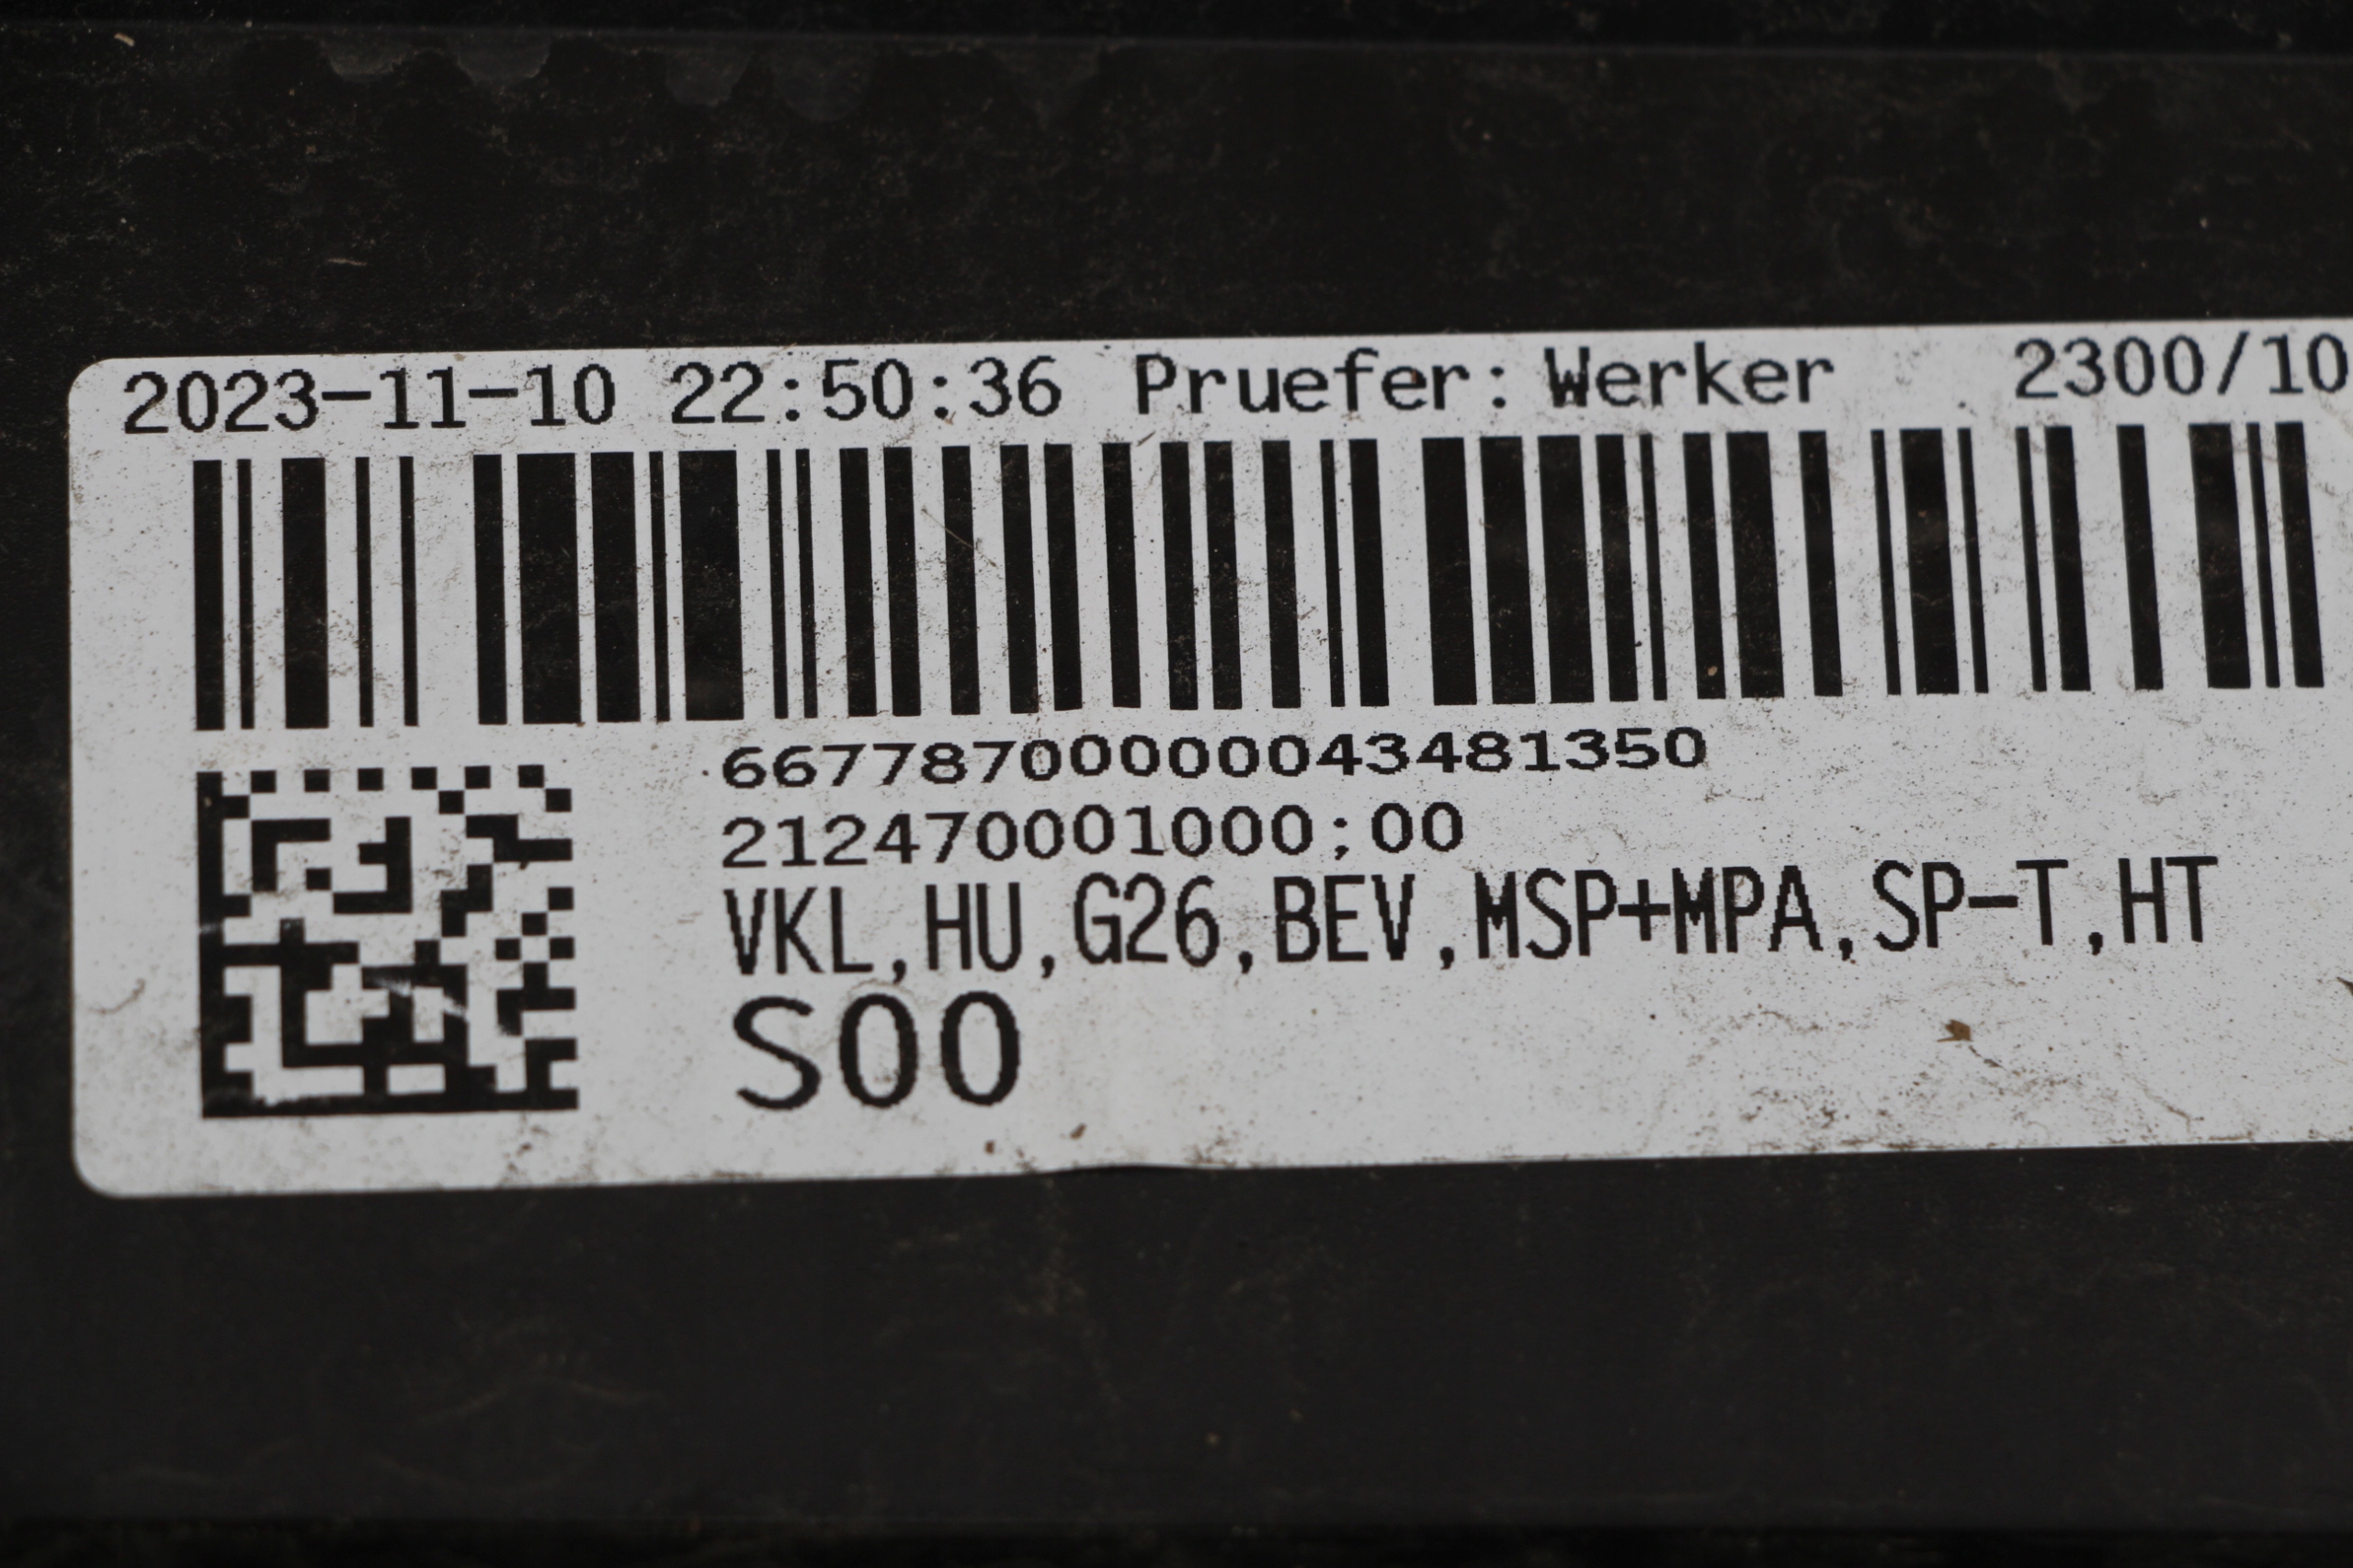 2023-11-10 22:50:36 Pruefer: Werker 2300/10
66778700000043481350
212470001000;00
VKL,HU,G26,BEV,MSP+MPA,SP-T,HT
S00